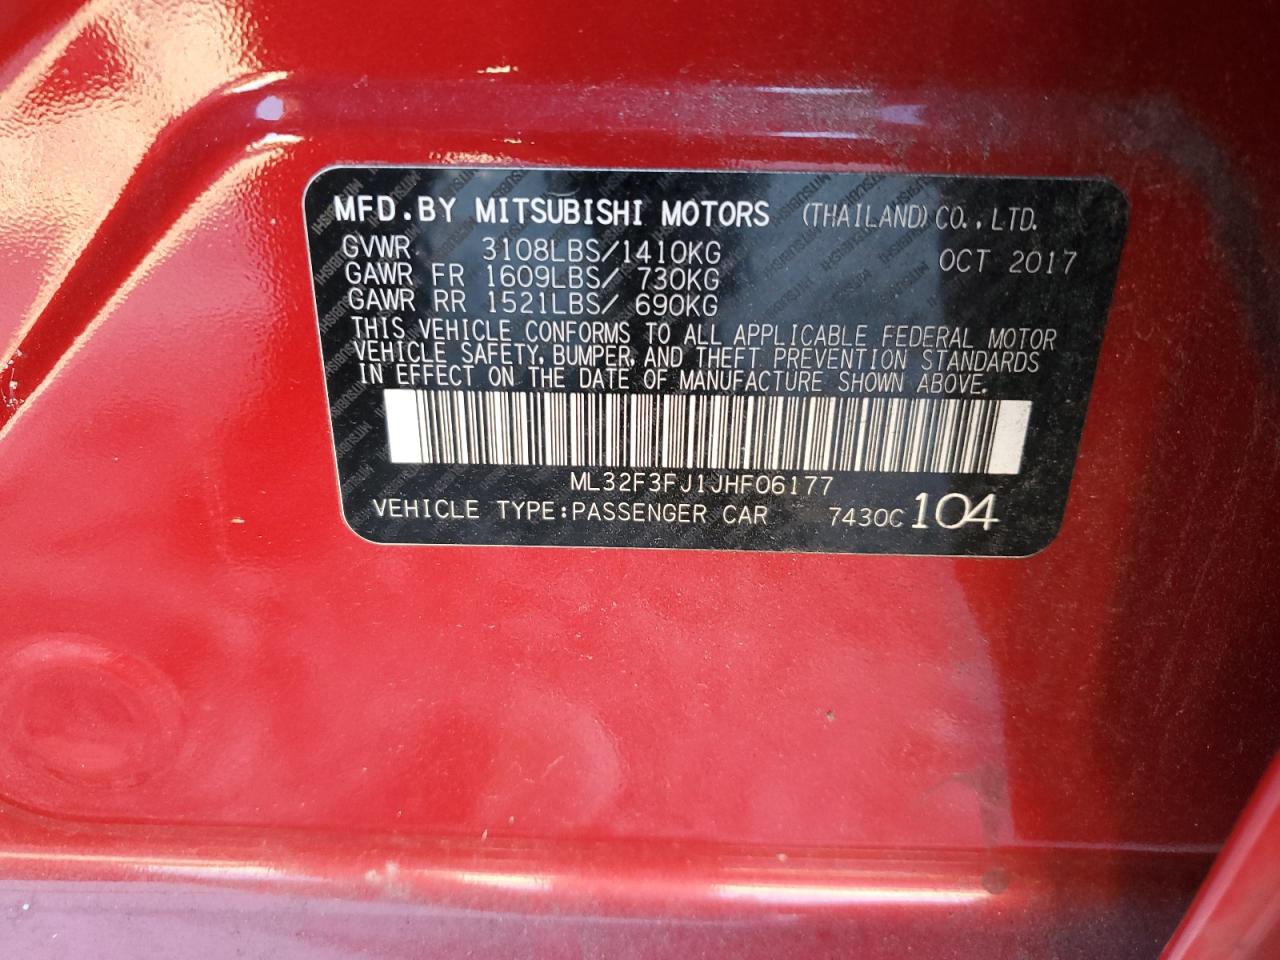 MFD.BY MITSUBISHI MOTORS (THAILAND) CO., LTD.
GVWR 3108LBS/1410KG OCT 2017
GAWR FR 1609LBS/ 730KG
GAWR RR 1521LBS/ 690KG
THIS VEHICLE CONFORMS TO ALL APPLICABLE FEDERAL MOTOR
VEHICLE SAFETY, BUMPER, AND THEFT PREVENTION STANDARDS
IN EFFECT ON THE DATE OF MANUFACTURE SHOWN ABOVE.
ML32F3FJ1JHF06177
VEHICLE TYPE:PASSENGER CAR 7430C 104